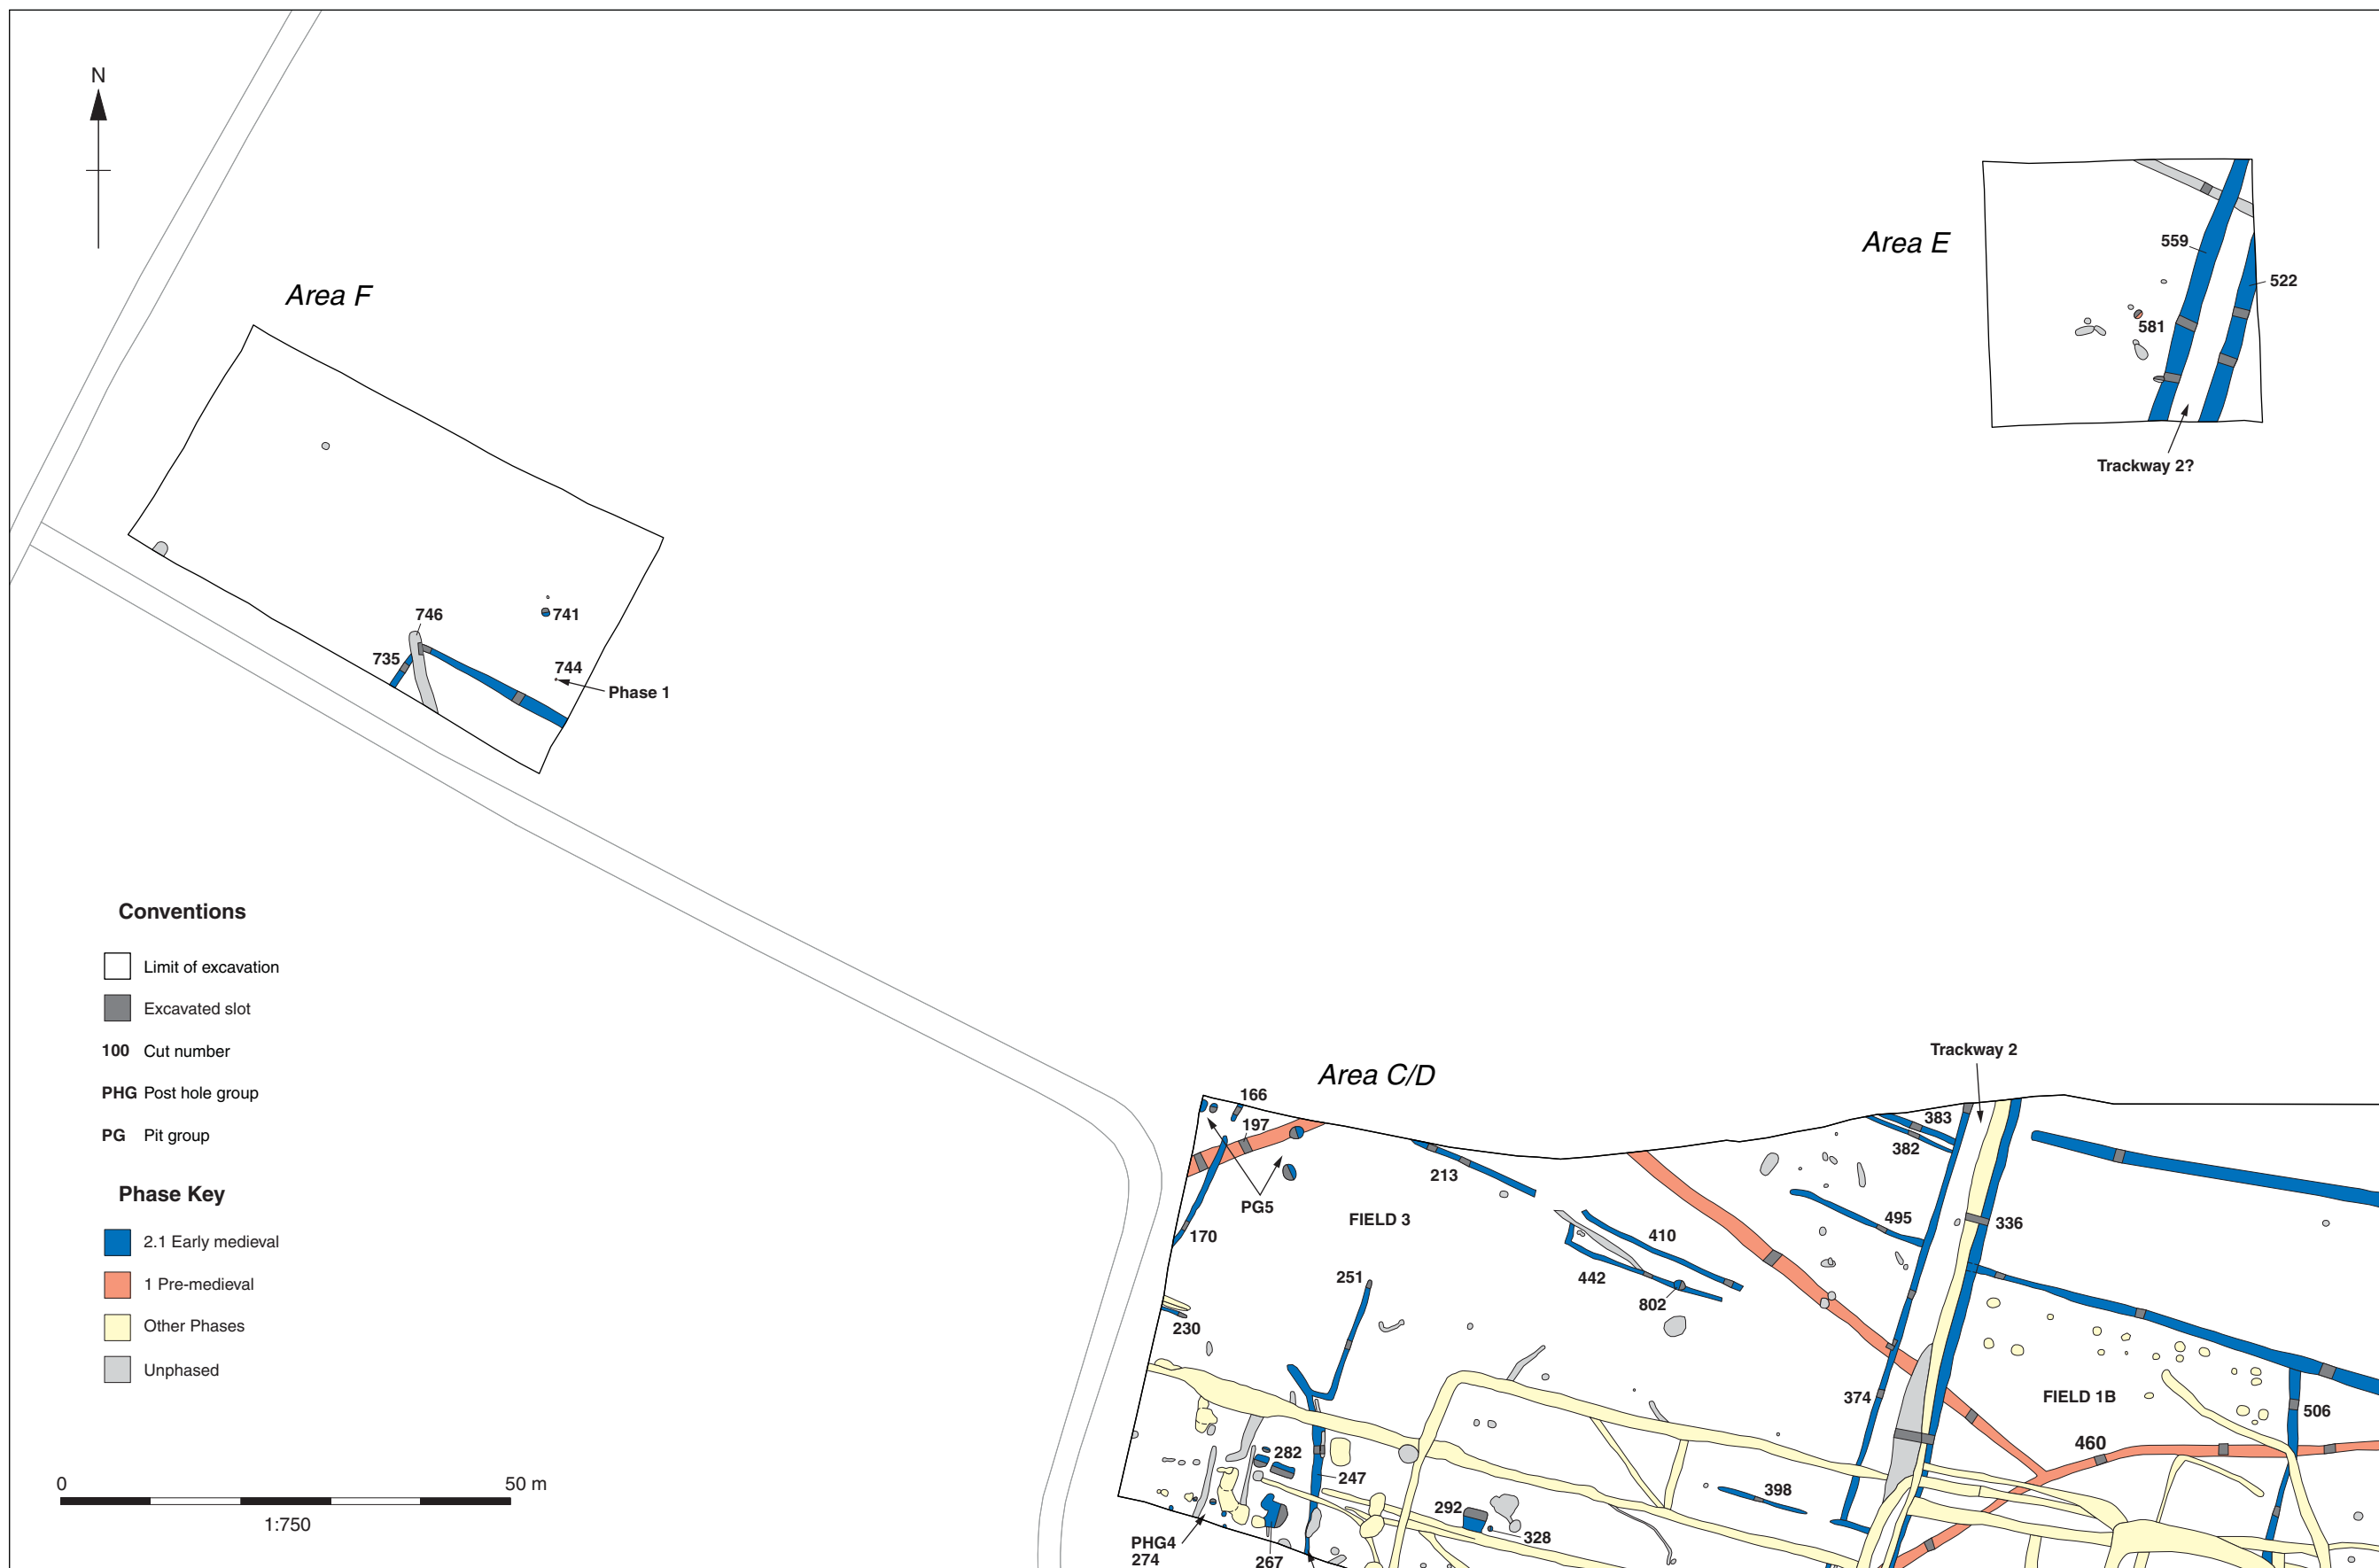 N
Area F
746
735
741
744
Phase 1
Area E
559
522
581
Trackway 2?
Conventions
Limit of excavation
Excavated slot
100 Cut number
PHG Post hole group
PG Pit group
Phase Key
2.1 Early medieval
1 Pre-medieval
Other Phases
Unphased
0 50 m
1:750
Area C/D
Trackway 2
166
197
PG5
170
213
FIELD 3
410
442
802
251
230
383
382
495
336
374
FIELD 1B
506
460
282
247
292
328
398
PHG4
274
267